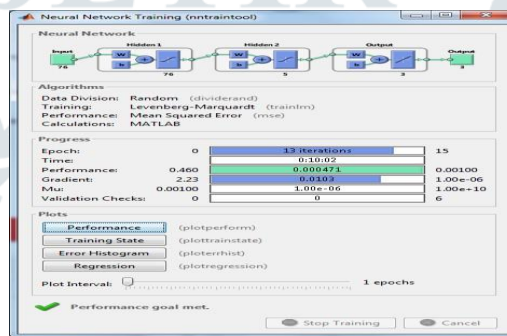 Neural Network Training (nntraintool)
Neural Network
Hidden 1 Hidden 2 Output
Input Output
W W W
b b b
76 3
76 5 3
Algorithms
Data Division: Random (dividerand)
Training: Levenberg-Marquardt (trainlm)
Performance: Mean Squared Error (mse)
Calculations: MATLAB
Progress
Epoch: 0 13 iterations 15
Time: 0:10:02
Performance: 0.460 0.000471 0.00100
Gradient: 2.23 0.0103 1.00e-06
Mu: 0.00100 1.00e-06 1.00e+10
Validation Checks: 0 0 6
Plots
Performance (plotperform)
Training State (plottrainstate)
Error Histogram (ploterrhist)
Regression (plotregression)
Plot Interval: 1 epochs
Performance goal met.
Stop Training Cancel